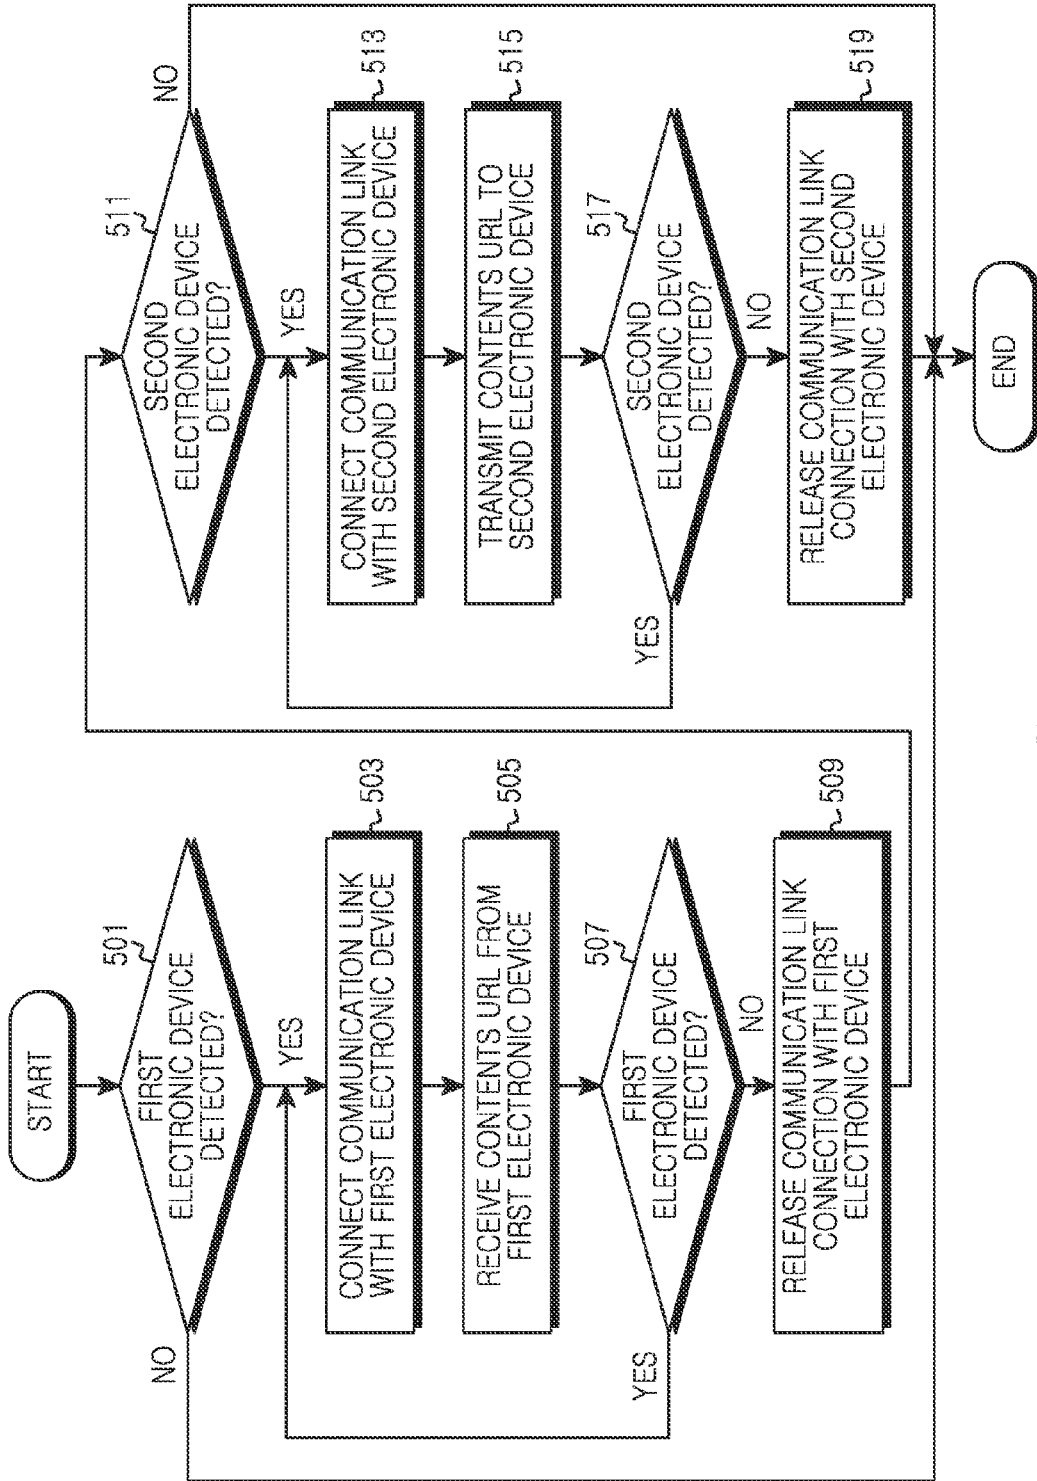 START
501
FIRST
ELECTRONIC DEVICE
DETECTED?
NO
YES
CONNECT COMMUNICATION LINK
WITH FIRST ELECTRONIC DEVICE
503
RECEIVE CONTENTS URL FROM
FIRST ELECTRONIC DEVICE
505
507
FIRST
ELECTRONIC DEVICE
DETECTED?
YES
NO
RELEASE COMMUNICATION LINK
CONNECTION WITH FIRST
ELECTRONIC DEVICE
509
511
SECOND
ELECTRONIC DEVICE
DETECTED?
NO
YES
CONNECT COMMUNICATION LINK
WITH SECOND ELECTRONIC DEVICE
513
TRANSMIT CONTENTS URL TO
SECOND ELECTRONIC DEVICE
515
517
SECOND
ELECTRONIC DEVICE
DETECTED?
YES
NO
RELEASE COMMUNICATION LINK
CONNECTION WITH SECOND
ELECTRONIC DEVICE
519
END